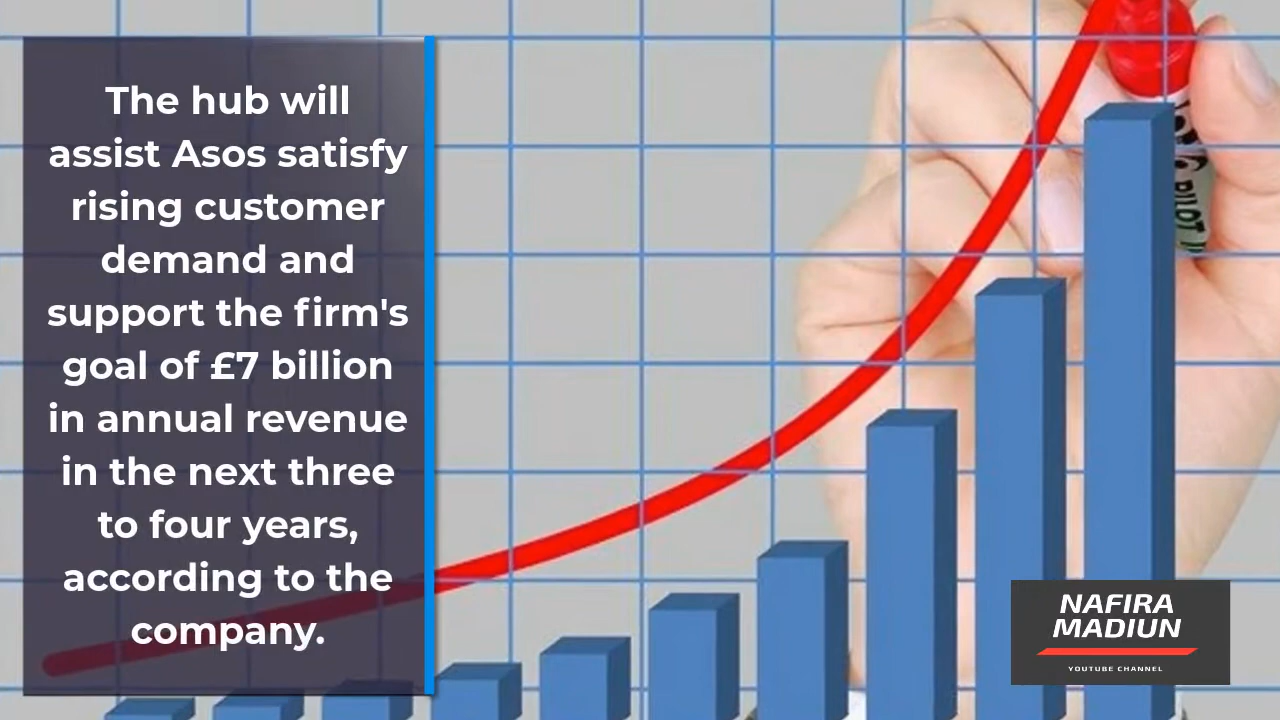 The hub will
assist Asos satisfy
rising customer
demand and
support the firm's
goal of £7 billion
in annual revenue
in the next three
to four years,
according to the
company.
PILOT
NAFIRA
MADIUN
YOUTUBE CHANNEL